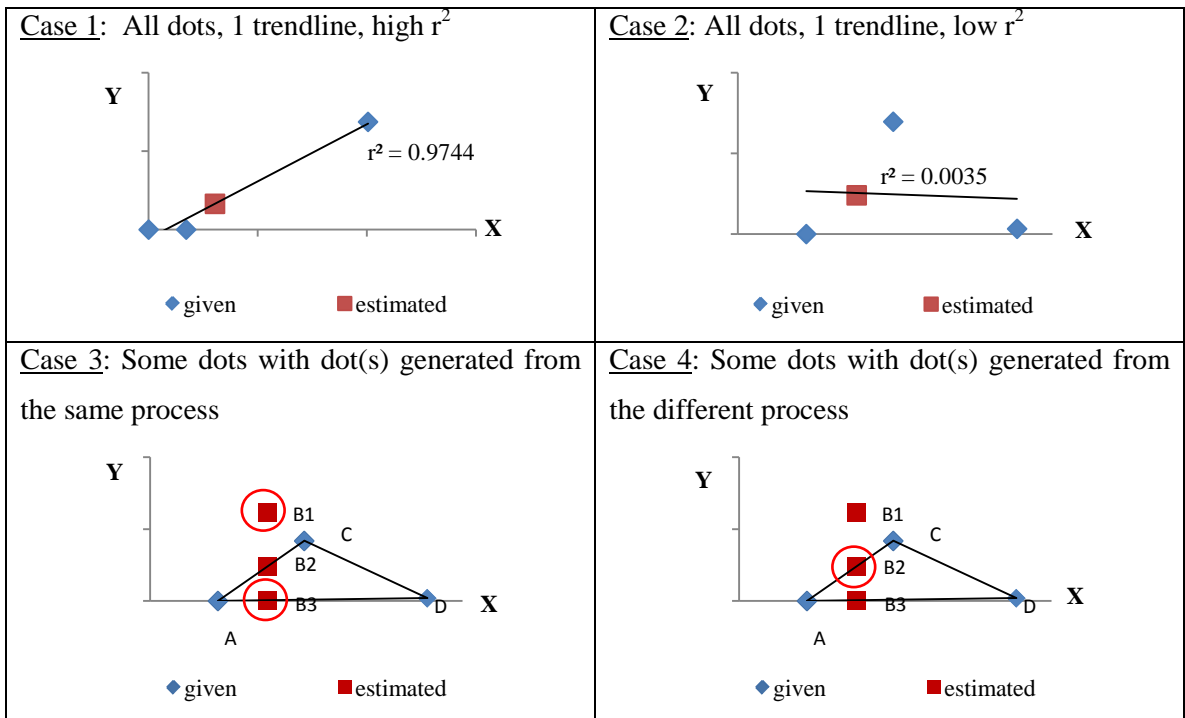 Case 1: All dots, 1 trendline, high r²
Y
r² = 0.9744
X
given
estimated
Case 2: All dots, 1 trendline, low r²
Y
r² = 0.0035
X
given
estimated
Case 3: Some dots with dot(s) generated from
the same process
Y
B1
C
B2
B3
D
X
A
given
estimated
Case 4: Some dots with dot(s) generated from
the different process
Y
B1
C
B2
B3
D
X
A
given
estimated